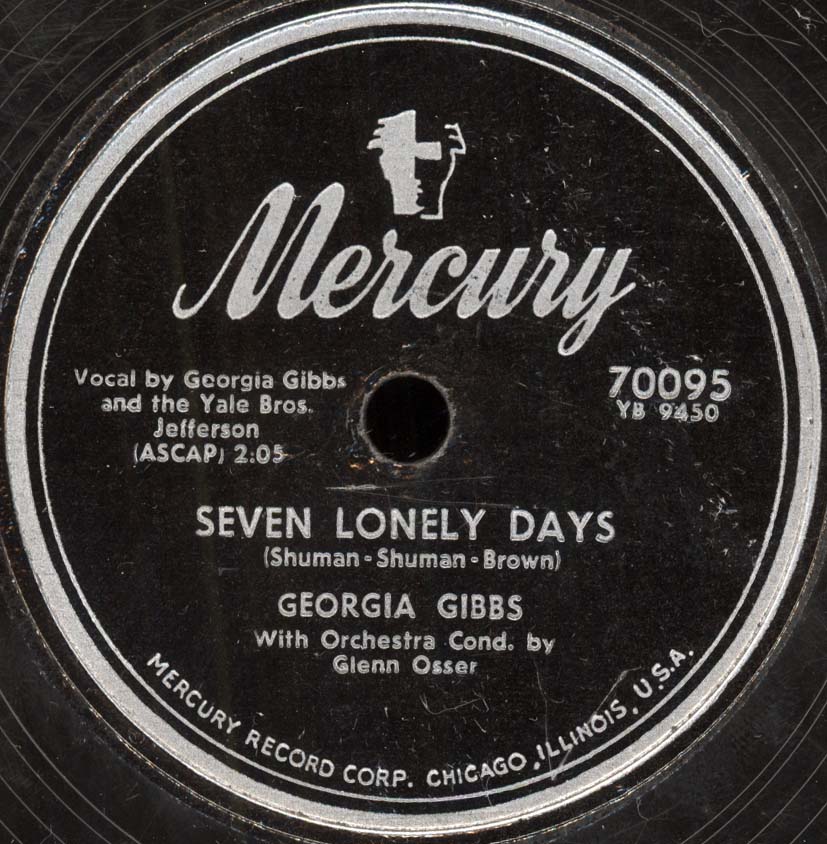 Mercury
Vocal by Georgia Gibbs
and the Yale Bros.
Jefferson
(ASCAP) 2:05
70095
YB 9450
SEVEN LONELY DAYS
(Shuman-Shuman-Brown)
GEORGIA GIBBS
With Orchestra Cond. by
Glenn Osser
MERCURY RECORD CORP. CHICAGO, ILLINOIS, U.S.A.